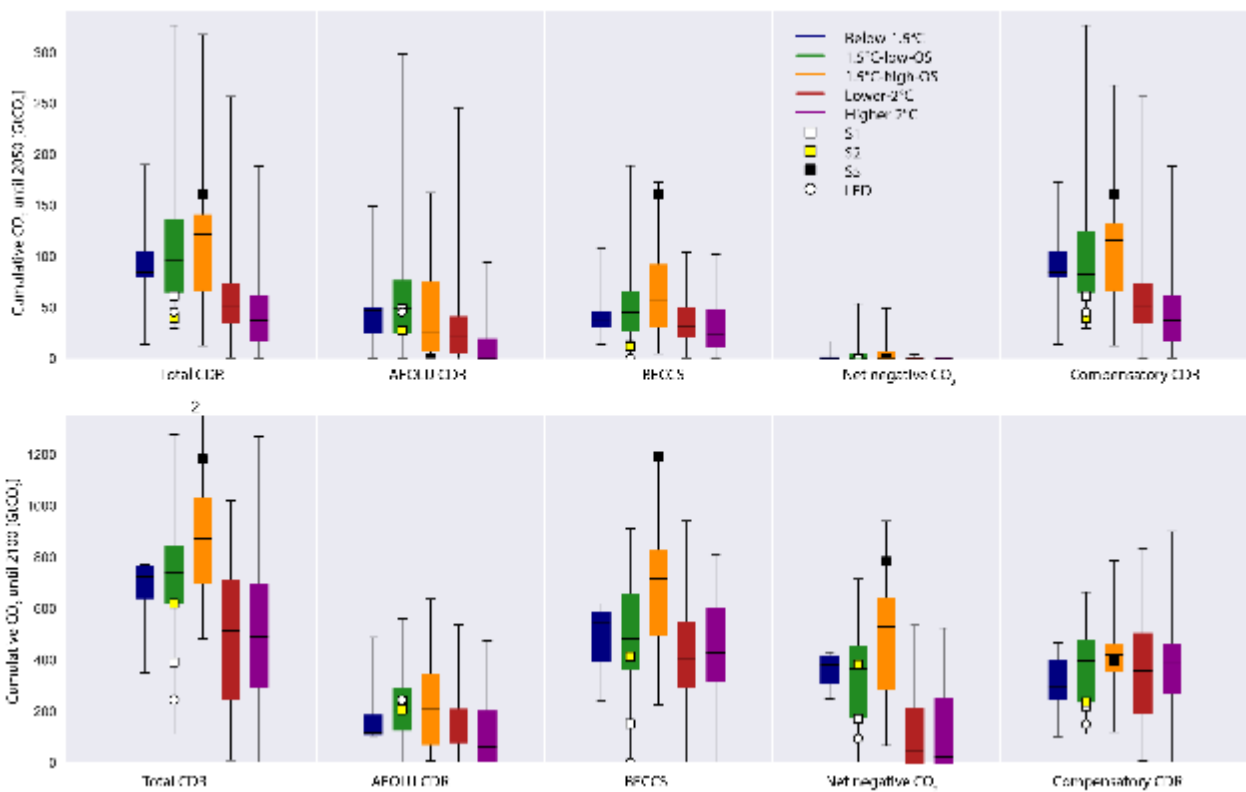 Cumulative CO₂ until 2050 [GtCO₂]
300
250
200
150
100
50
0
Below-1.5°C
1.5°C-low-OS
1.5°C-high-OS
Lower-2°C
Higher-2°C
S1
S2
S5
LED
Total CDR
AFOLU CDR
BECCS
Net negative CO₂
Compensatory CDR
2
Cumulative CO₂ until 2100 [GtCO₂]
1200
1000
800
600
400
200
0
Total CDR
AFOLU CDR
BECCS
Net negative CO₂
Compensatory CDR